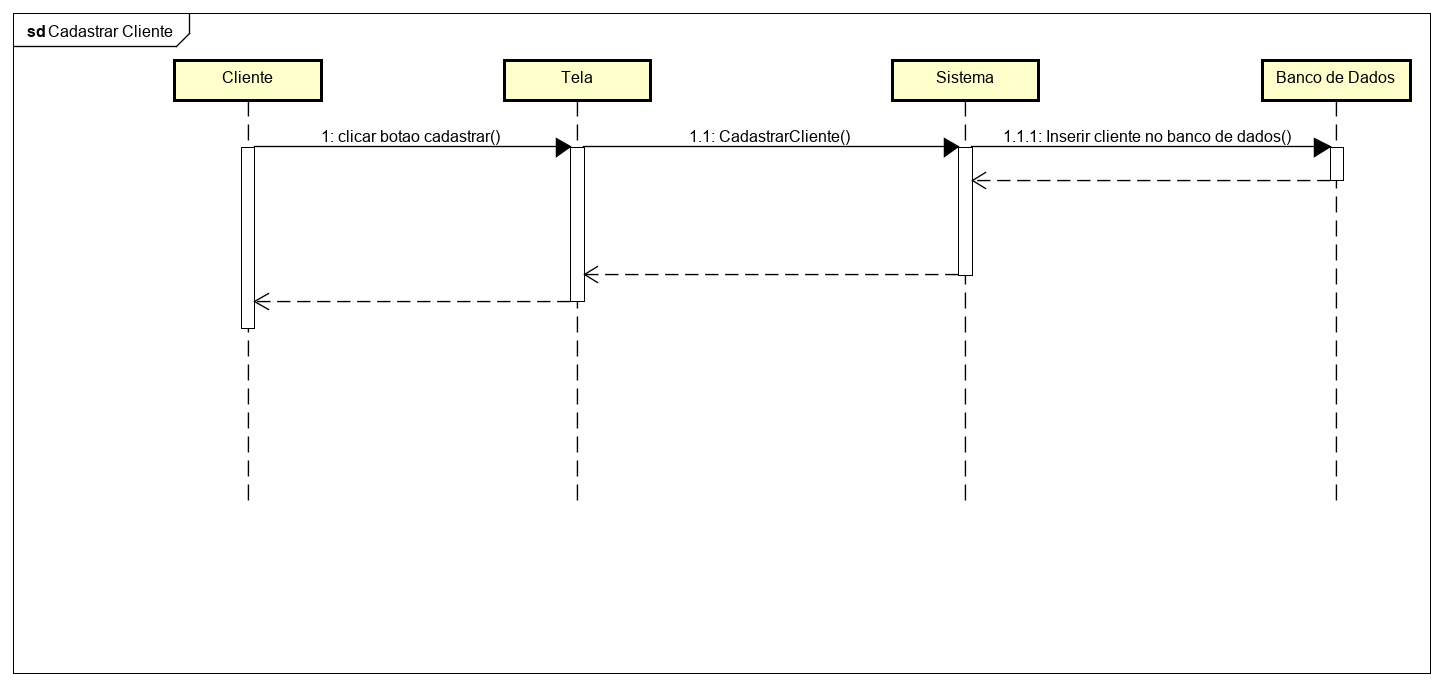 sd Cadastrar Cliente
Cliente
Tela
Sistema
Banco de Dados
1: clicar botao cadastrar()
1.1: CadastrarCliente()
1.1.1: Inserir cliente no banco de dados()